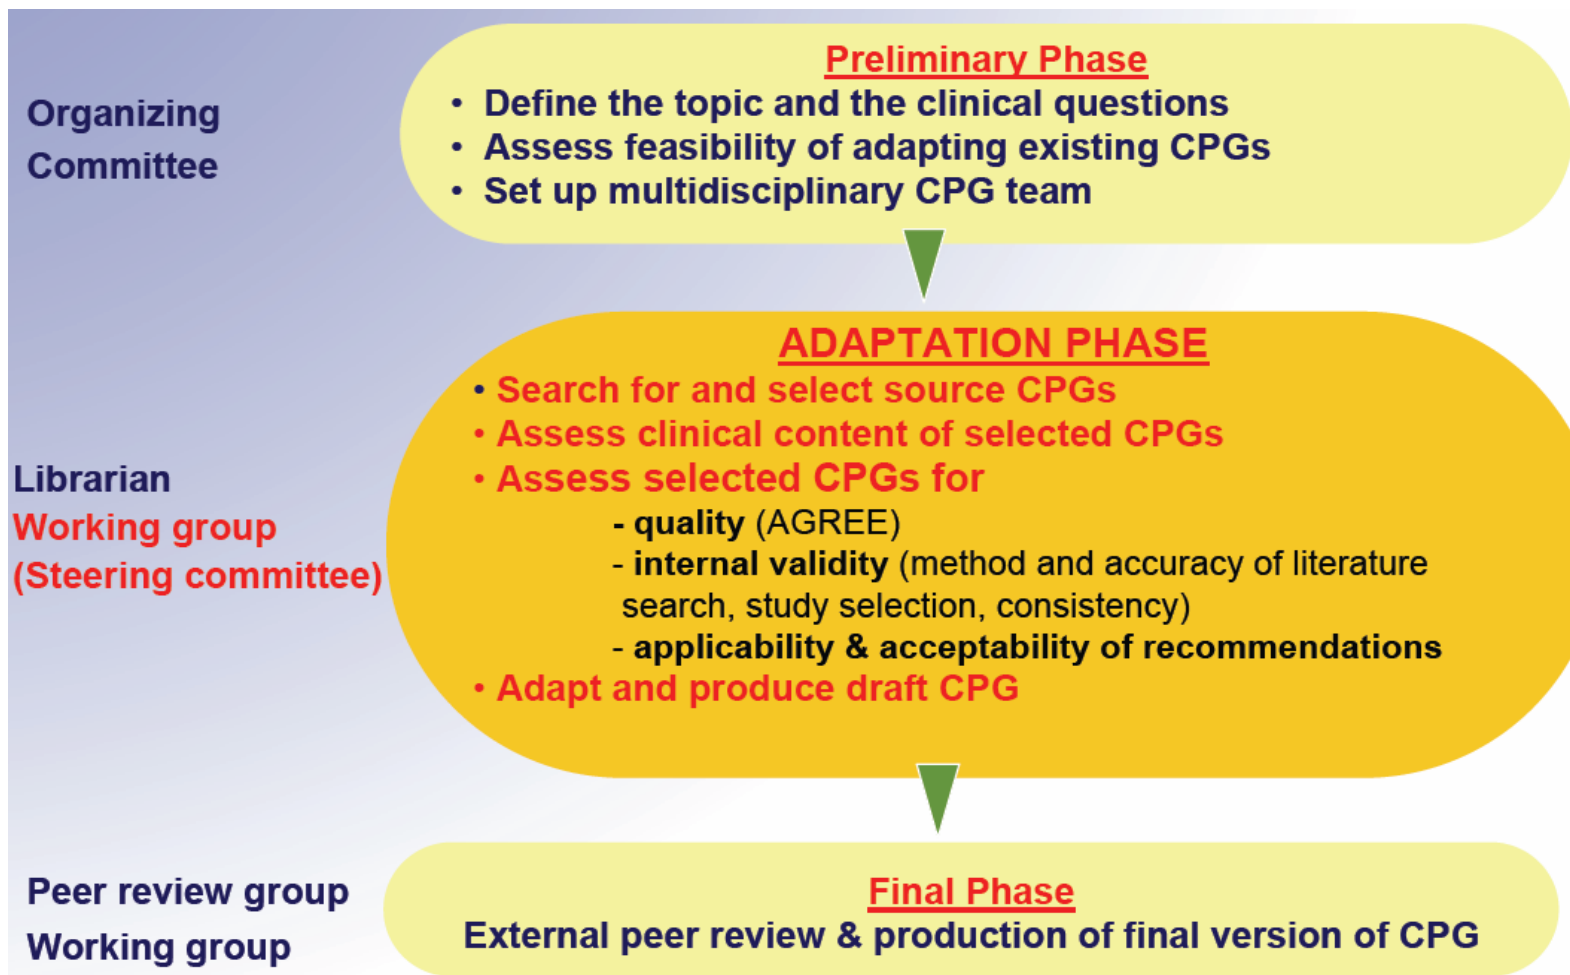 Organizing
Committee
Preliminary Phase
• Define the topic and the clinical questions
• Assess feasibility of adapting existing CPGs
• Set up multidisciplinary CPG team
Librarian
Working group
(Steering committee)
ADAPTATION PHASE
• Search for and select source CPGs
• Assess clinical content of selected CPGs
• Assess selected CPGs for
- quality (AGREE)
- internal validity (method and accuracy of literature
search, study selection, consistency)
- applicability & acceptability of recommendations
• Adapt and produce draft CPG
Peer review group
Working group
Final Phase
External peer review & production of final version of CPG